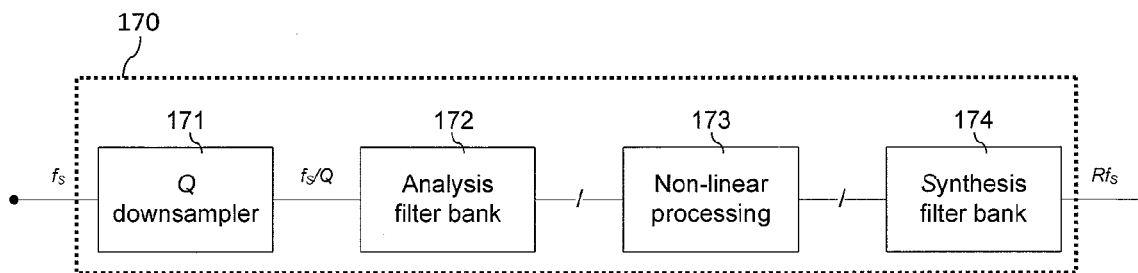 170
171
172
173
174
fs
Q
downsampler
fs/Q
Analysis
filter bank
/
Non-linear
processing
/
Synthesis
filter bank
Rfs